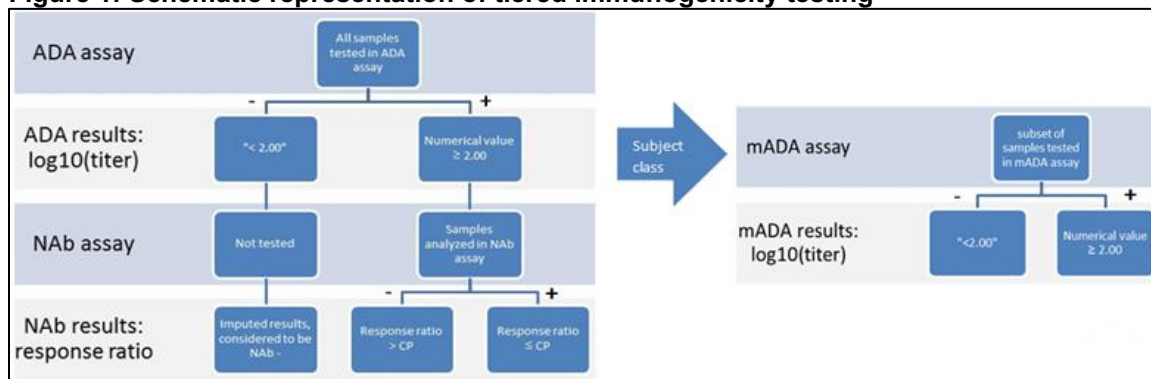 Figure 1. Schematic representation of tiered immunogenicity testing
ADA assay
All samples
tested in ADA
assay
-
+
ADA results:
log10(titer)
"< 2.00"
Numerical value
≥ 2.00
NAb assay
Not tested
Samples
analyzed in NAb
assay
-
+
NAb results:
response ratio
Imputed results,
considered to be
NAb -
Response ratio
> CP
Response ratio
≤ CP
Subject
class
mADA assay
subset of
samples tested
in mADA assay
-
+
mADA results:
log10(titer)
"<2.00"
Numerical value
≥ 2.00